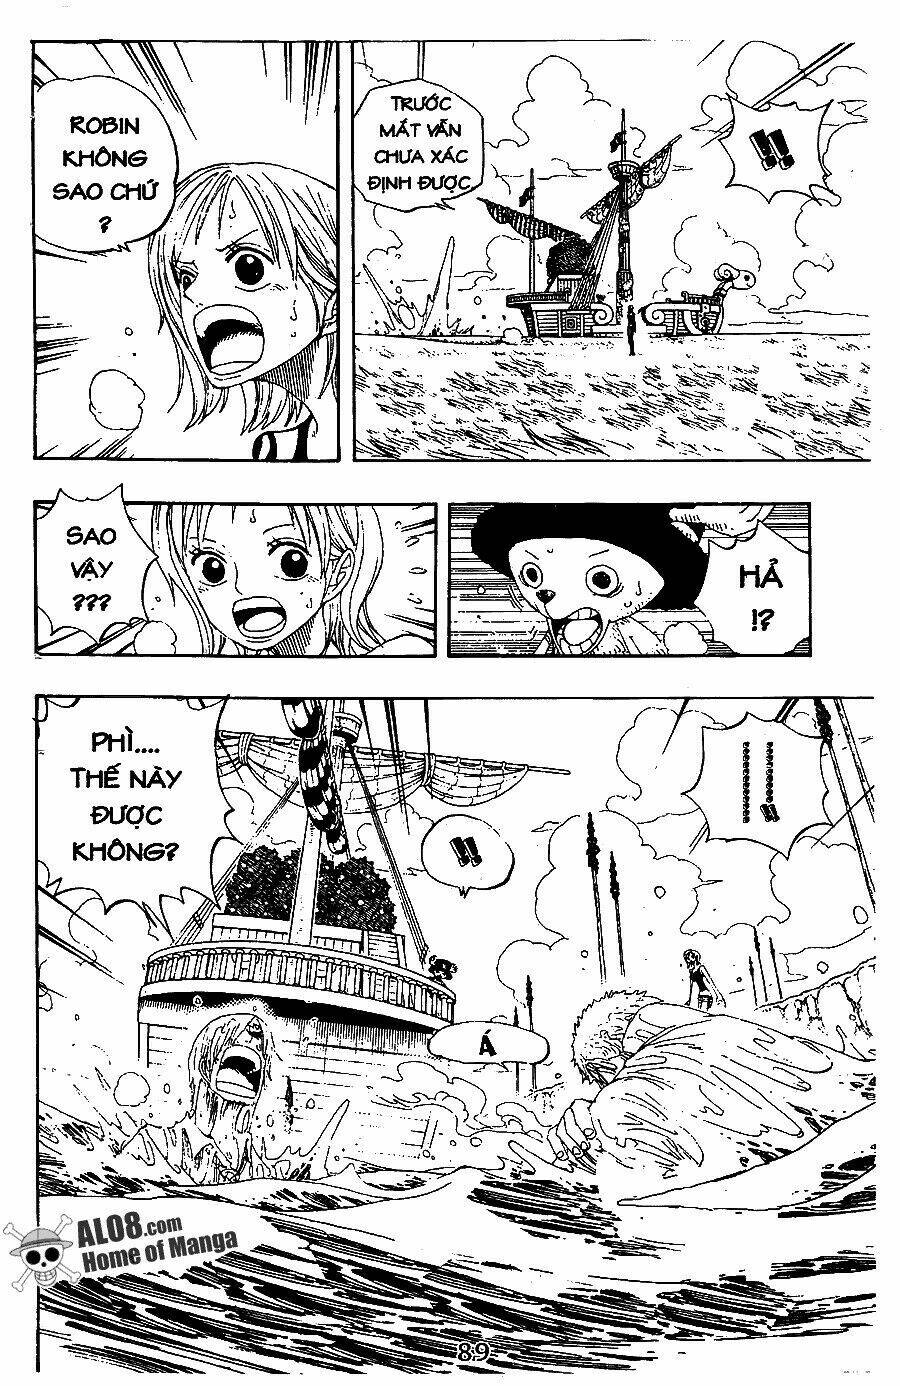 ROBIN
KHÔNG
SAO CHỨ
?
TRƯỚC
MẮT VẪN
CHƯA XÁC
ĐỊNH ĐƯỢC
!!
SAO
VẬY
???
HẢ
!?
PHÌ....
THẾ NÀY
ĐƯỢC
KHÔNG?
!!
Á
ALO8.com
Home of Manga
89